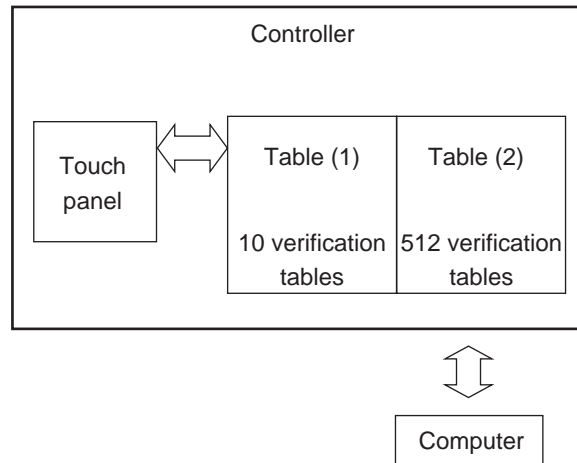 Controller
Touch
panel
Table (1)
10 verification
tables
Table (2)
512 verification
tables
Computer